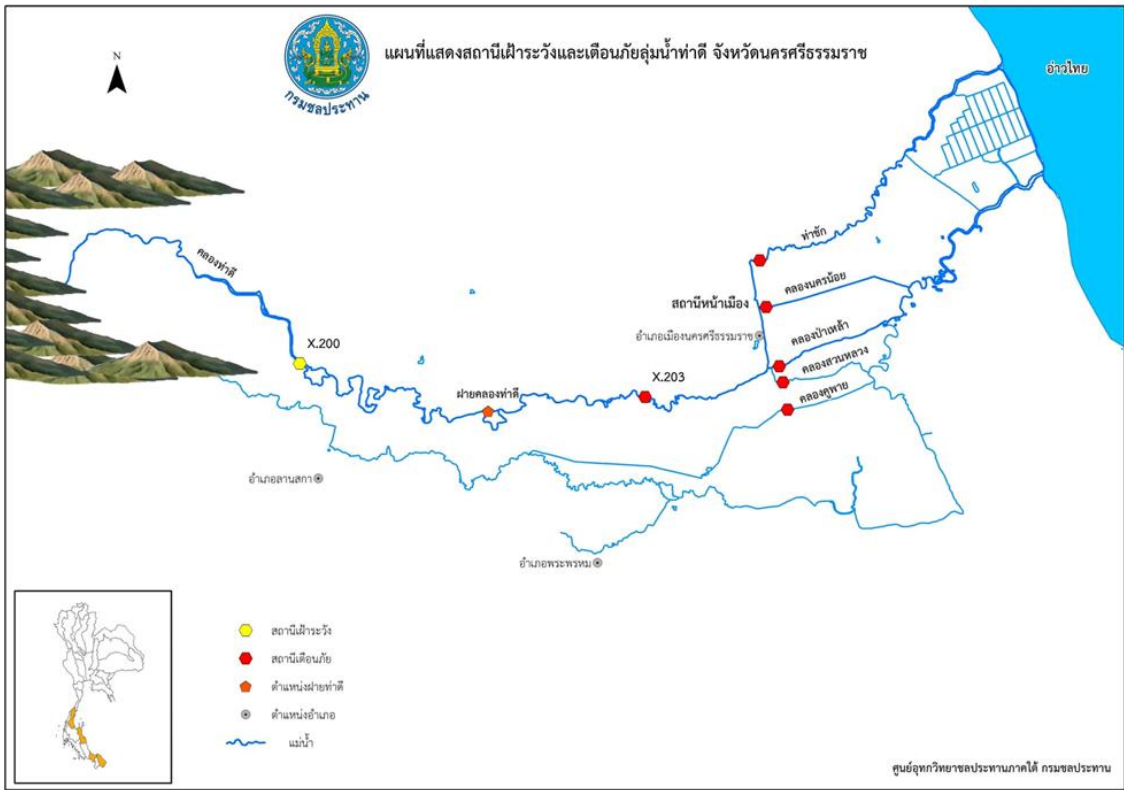 แผนที่แสดงสถานีเฝ้าระวังและเตือนภัยลุ่มน้ำท่าดี จังหวัดนครศรีธรรมราช
กรมชลประทาน
N
อ่าวไทย
ท่าซัก
คลองท่าดี
คลองนครน้อย
สถานีหน้าเมือง
อำเภอเมืองนครศรีธรรมราช
คลองป่าเหล้า
X.200
คลองสวนหลวง
X.203
ฝายคลองท่าดี
คลองคูพาย
อำเภอลานสกา
อำเภอพระพรหม
สถานีเฝ้าระวัง
สถานีเตือนภัย
ตำแหน่งฝายท่าดี
ตำแหน่งอำเภอ
แม่น้ำ
ศูนย์อุทกวิทยาชลประทานภาคใต้ กรมชลประทาน